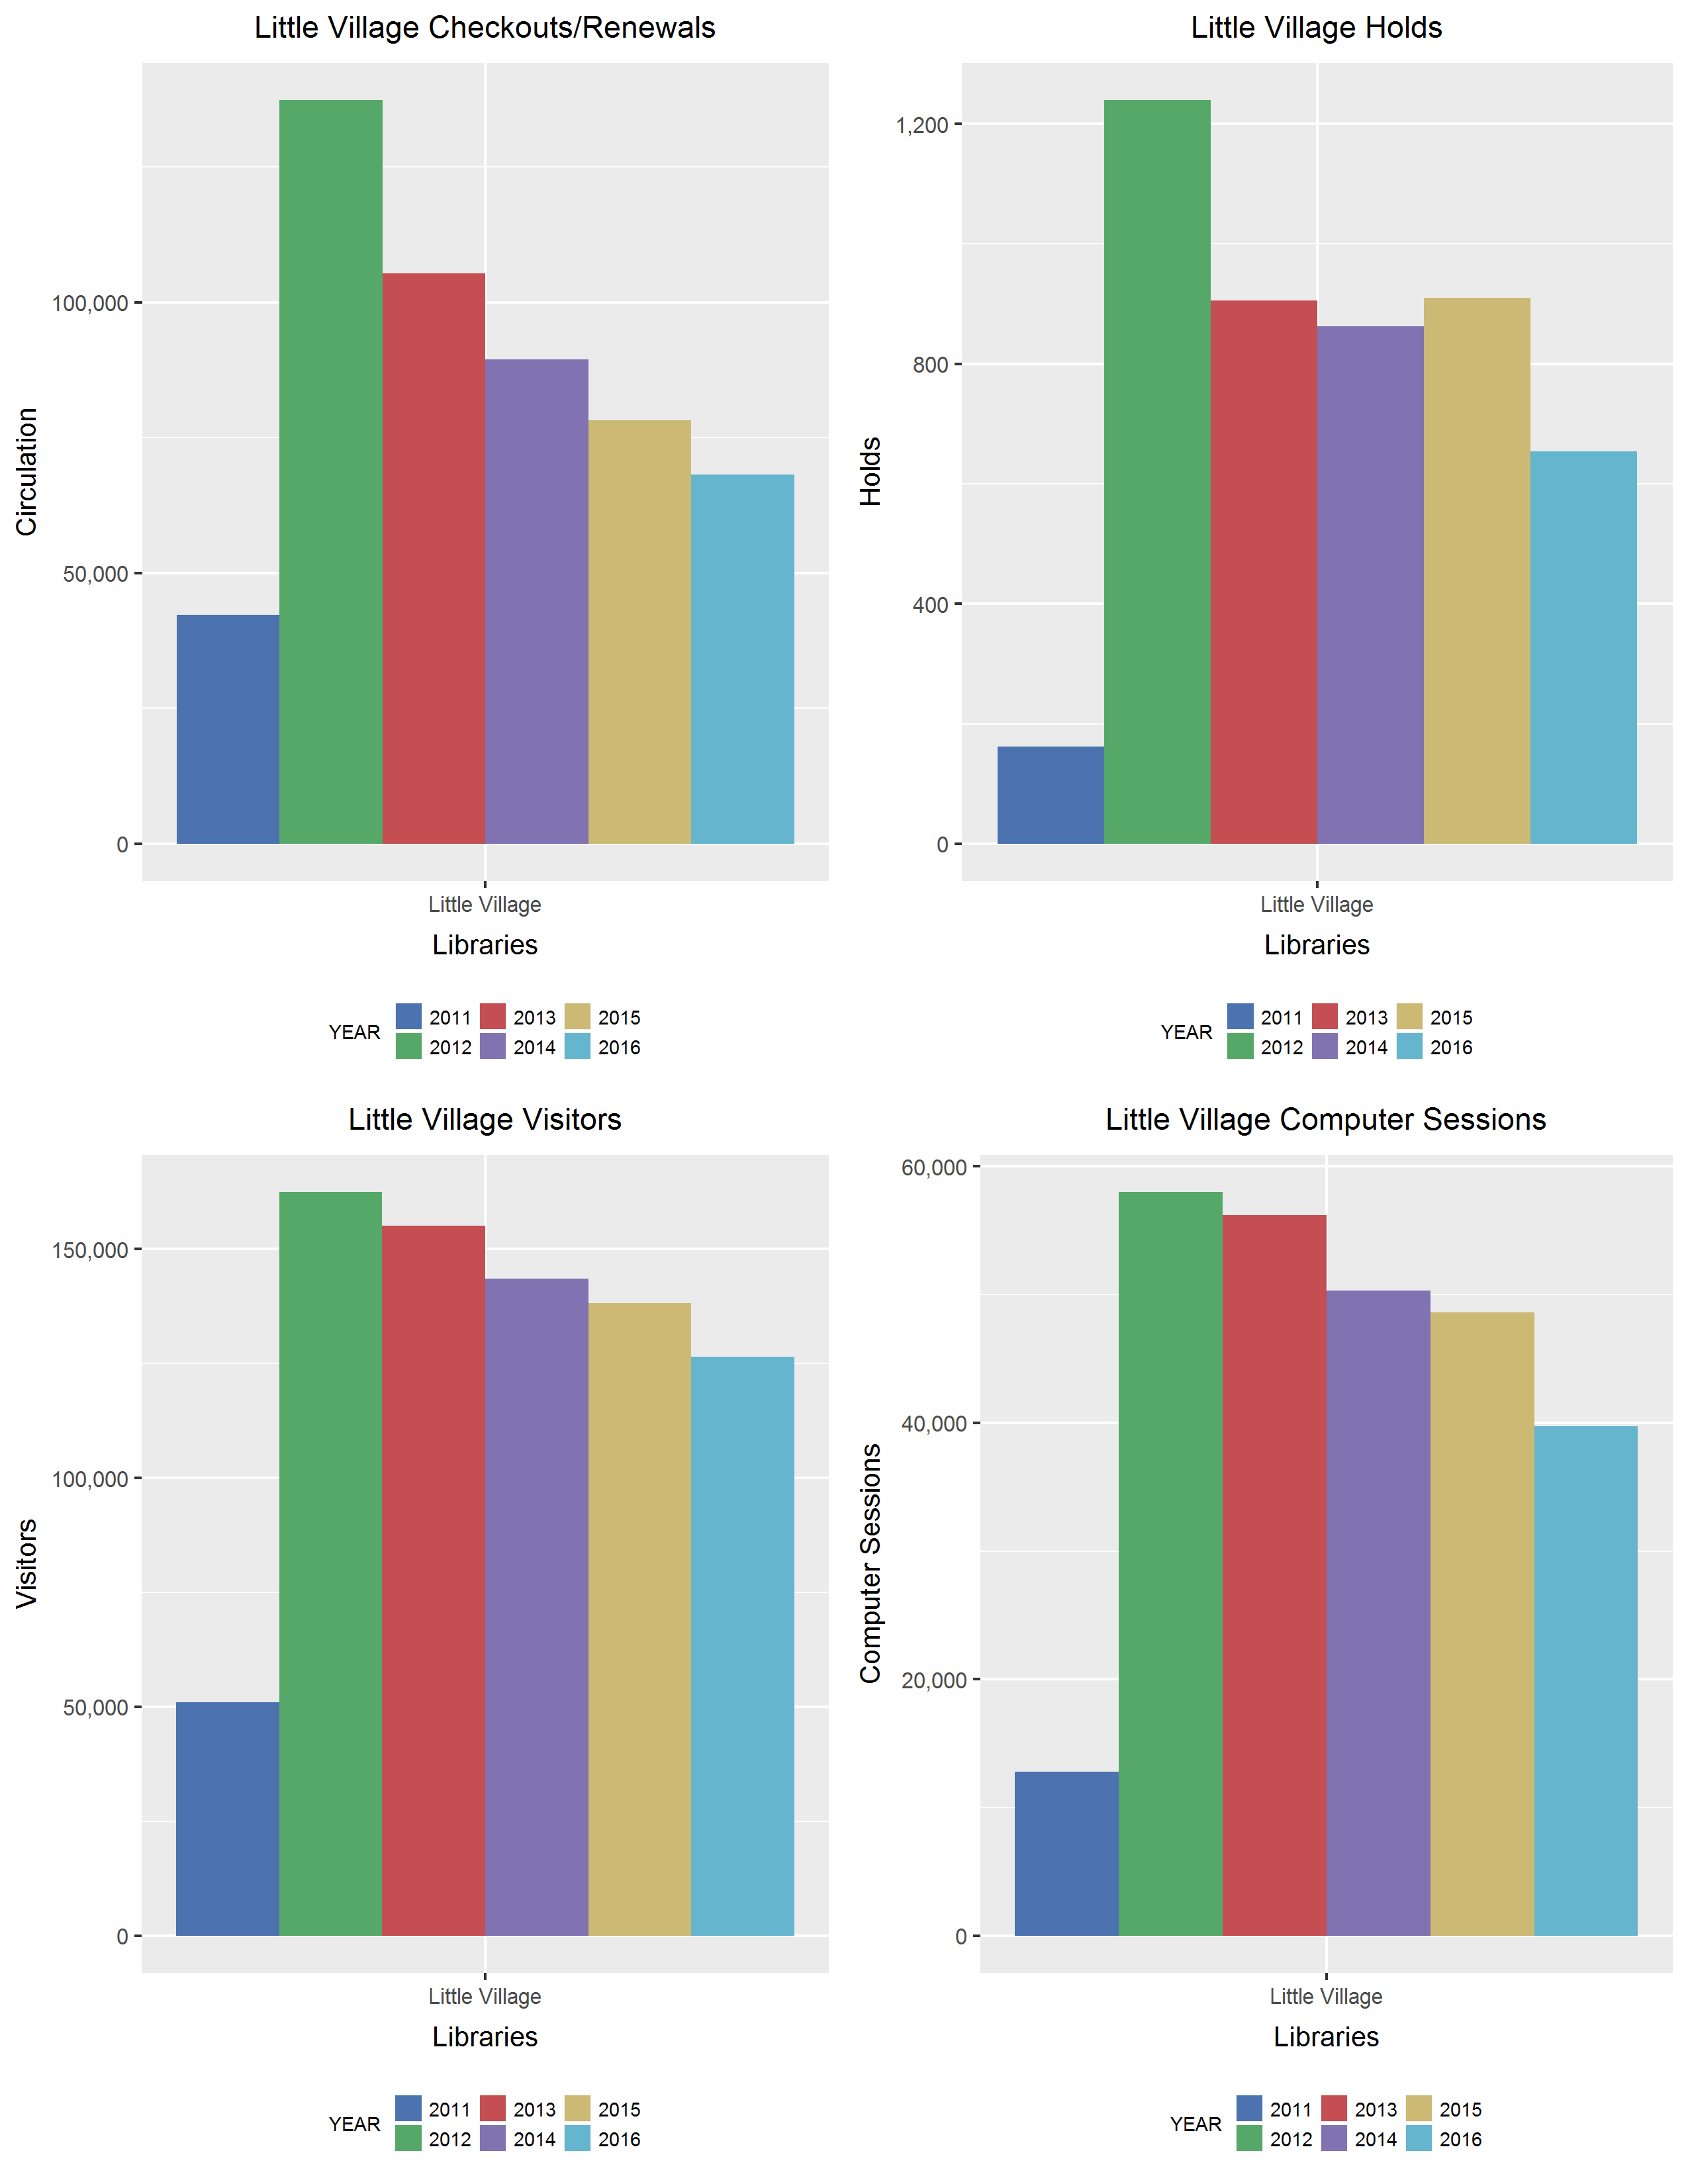 Little Village Checkouts/Renewals
Circulation
100,000
50,000
0
Little Village
Libraries
YEAR
2011 2013 2015
2012 2014 2016
Little Village Holds
Holds
1,200
800
400
0
Little Village
Libraries
YEAR
2011 2013 2015
2012 2014 2016
Little Village Visitors
Visitors
150,000
100,000
50,000
0
Little Village
Libraries
YEAR
2011 2013 2015
2012 2014 2016
Little Village Computer Sessions
Computer Sessions
60,000
40,000
20,000
0
Little Village
Libraries
YEAR
2011 2013 2015
2012 2014 2016